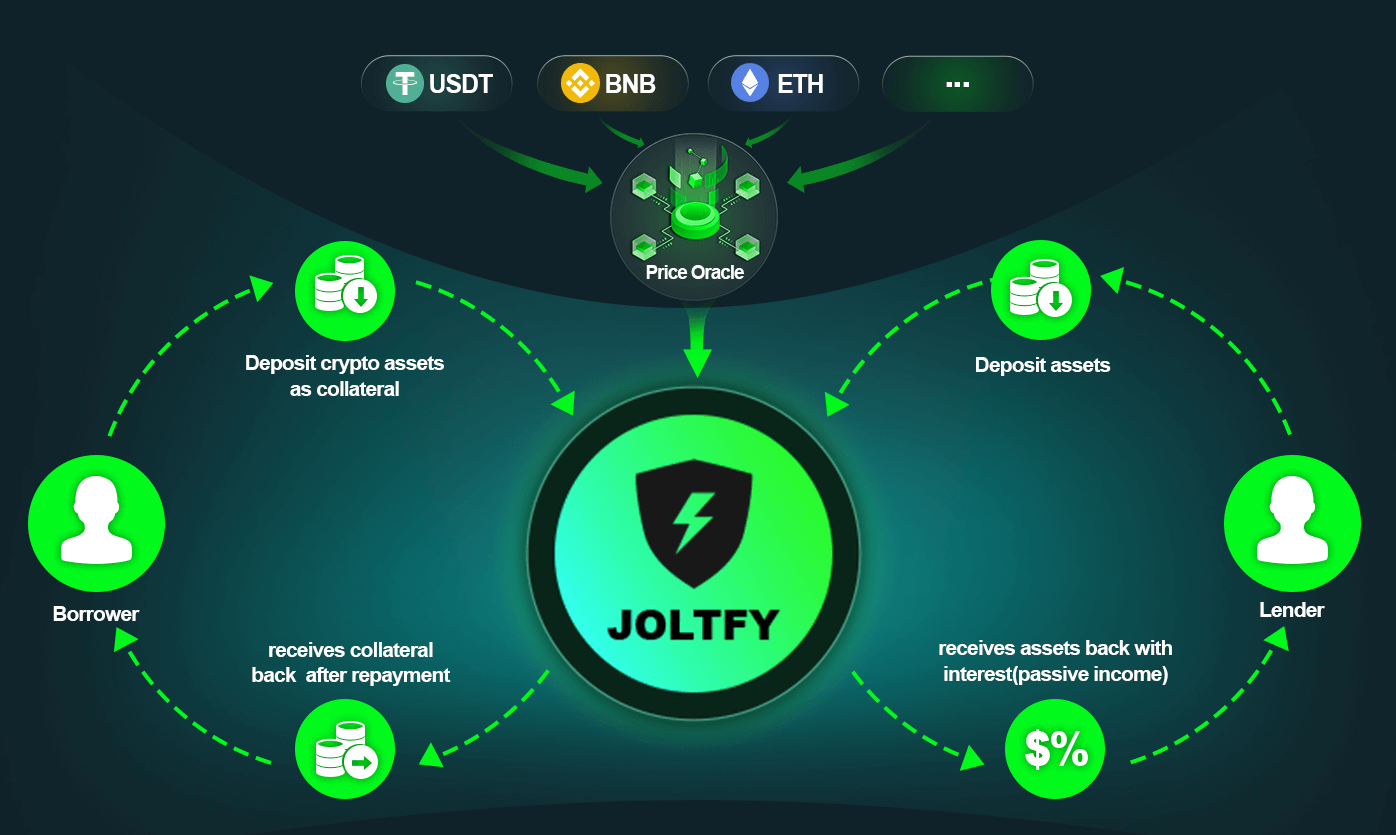 USDT
BNB
ETH
...
Price Oracle
Deposit crypto assets
as collateral
Deposit assets
JOLTFY
Borrower
Lender
receives collateral
back after repayment
receives assets back with
interest(passive income)
$%